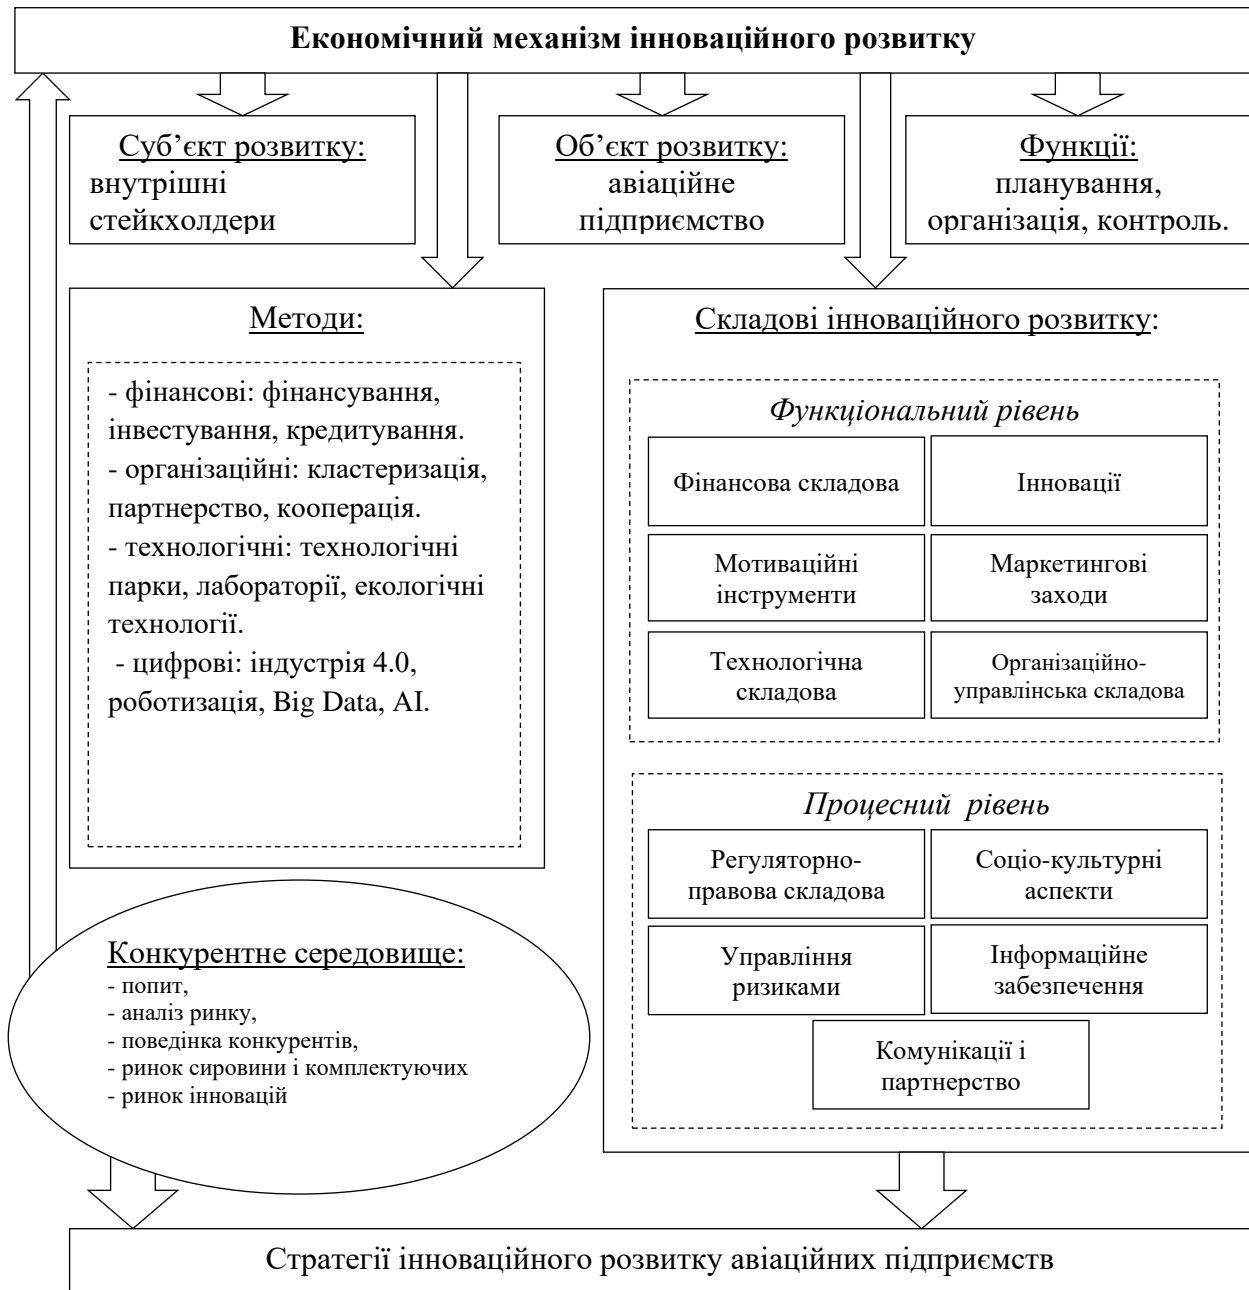 Економічний механізм інноваційного розвитку
Суб’єкт розвитку:
внутрішні
стейкхолдери
Об’єкт розвитку:
авіаційне
підприємство
Функції:
планування,
організація, контроль.
Методи:
- фінансові: фінансування,
інвестування, кредитування.
- організаційні: кластеризація,
партнерство, кооперація.
- технологічні: технологічні
парки, лабораторії, екологічні
технології.
- цифрові: індустрія 4.0,
роботизація, Big Data, AI.
Складові інноваційного розвитку:
Функціональний рівень
Фінансова складова
Інновації
Мотиваційні
інструменти
Маркетингові
заходи
Технологічна
складова
Організаційно-
управлінська складова
Процесний рівень
Регуляторно-
правова складова
Соціо-культурні
аспекти
Управління
ризиками
Інформаційне
забезпечення
Комунікації і
партнерство
Конкурентне середовище:
- попит,
- аналіз ринку,
- поведінка конкурентів,
- ринок сировини і комплектуючих
- ринок інновацій
Стратегії інноваційного розвитку авіаційних підприємств